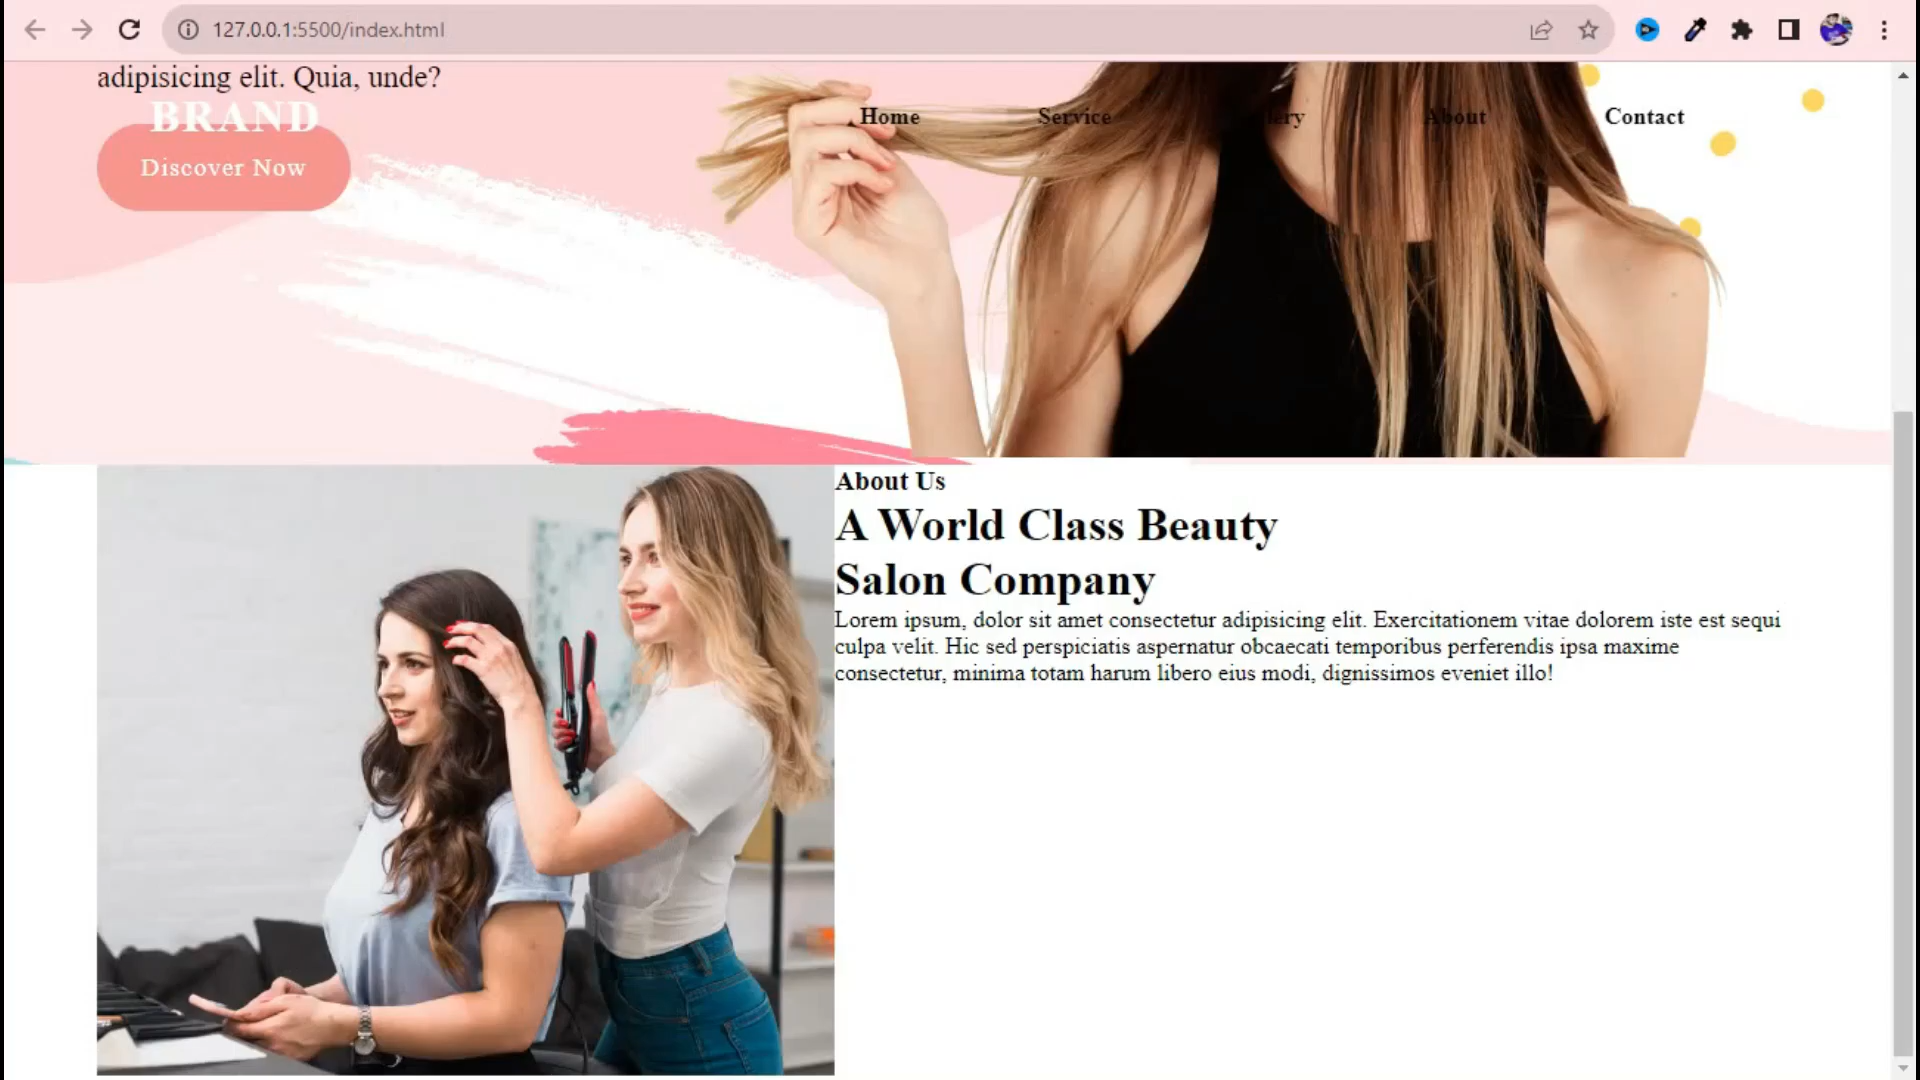 127.0.0.1:5500/index.html
adipisicing elit. Quia, unde?
BRAND
Home
Service
About
Contact
Discover Now
About Us
A World Class Beauty
Salon Company
Lorem ipsum, dolor sit amet consectetur adipisicing elit. Exercitationem vitae dolorem iste est sequi
culpa velit. Hic sed perspiciatis aspernatur obcaecati temporibus perferendis ipsa maxime
consectetur, minima totam harum libero eius modi, dignissimos eveniet illo!